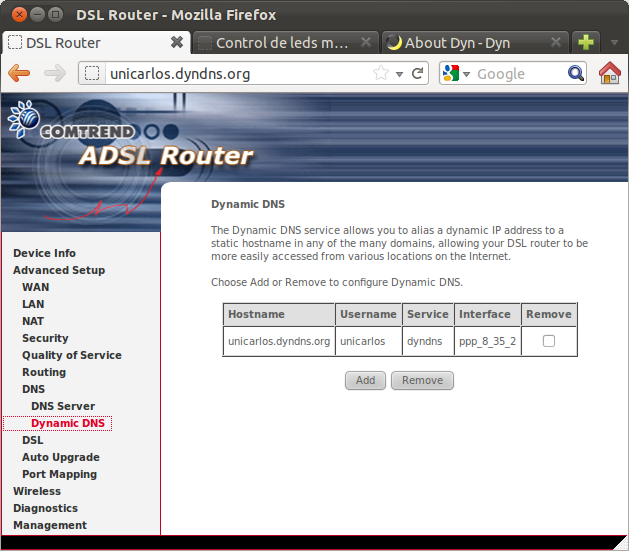 DSL Router - Mozilla Firefox
DSL Router
Control de leds m...
About Dyn - Dyn
unicarlos.dyndns.org
Google
COMTREND
ADSL Router
Device Info
Advanced Setup
WAN
LAN
NAT
Security
Quality of Service
Routing
DNS
DNS Server
Dynamic DNS
DSL
Auto Upgrade
Port Mapping
Wireless
Diagnostics
Management
Dynamic DNS
The Dynamic DNS service allows you to alias a dynamic IP address to a
static hostname in any of the many domains, allowing your DSL router to be
more easily accessed from various locations on the Internet.
Choose Add or Remove to configure Dynamic DNS.
Hostname Username Service Interface Remove
unicarlos.dyndns.org unicarlos dyndns ppp_8_35_2
Add Remove